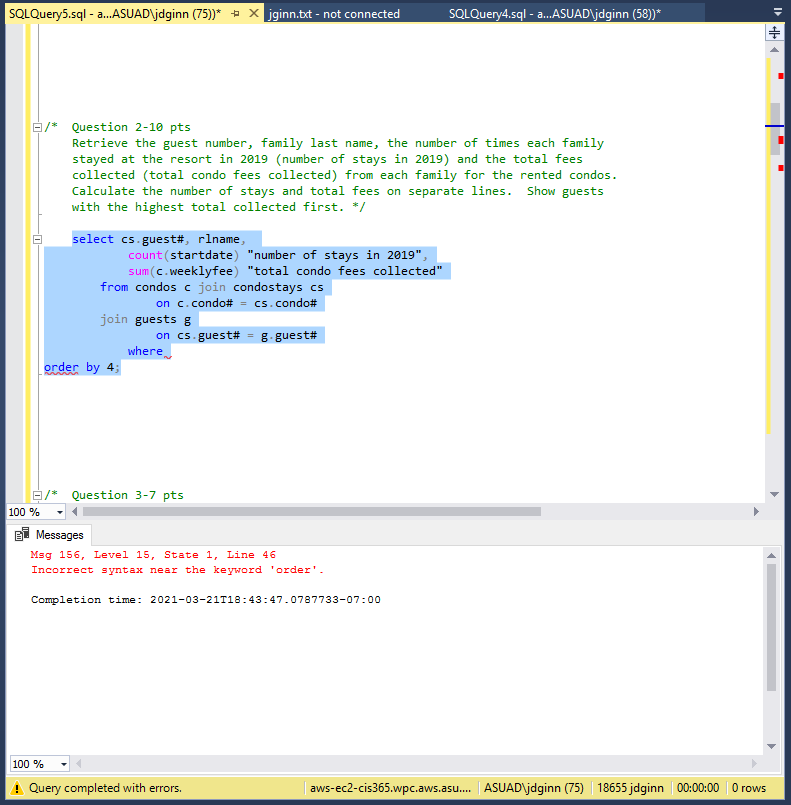 SQLQuery5.sql - a...ASUAD\jdginn (75))* jginn.txt - not connected SQLQuery4.sql - a...ASUAD\jdginn (58))*
/* Question 2-10 pts
Retrieve the guest number, family last name, the number of times each family
stayed at the resort in 2019 (number of stays in 2019) and the total fees
collected (total condo fees collected) from each family for the rented condos.
Calculate the number of stays and total fees on separate lines. Show guests
with the highest total collected first. */
select cs.guest#, rlname,
count(startdate) "number of stays in 2019",
sum(c.weeklyfee) "total condo fees collected"
from condos c join condostays cs
on c.condo# = cs.condo#
join guests g
on cs.guest# = g.guest#
where
order by 4;
/* Question 3-7 pts
100 %
Messages
Msg 156, Level 15, State 1, Line 46
Incorrect syntax near the keyword 'order'.
Completion time: 2021-03-21T18:43:47.0787733-07:00
100 %
Query completed with errors. aws-ec2-cis365.wpc.aws.asu.... ASUAD\jdginn (75) 18655 jdginn 00:00:00 0 rows